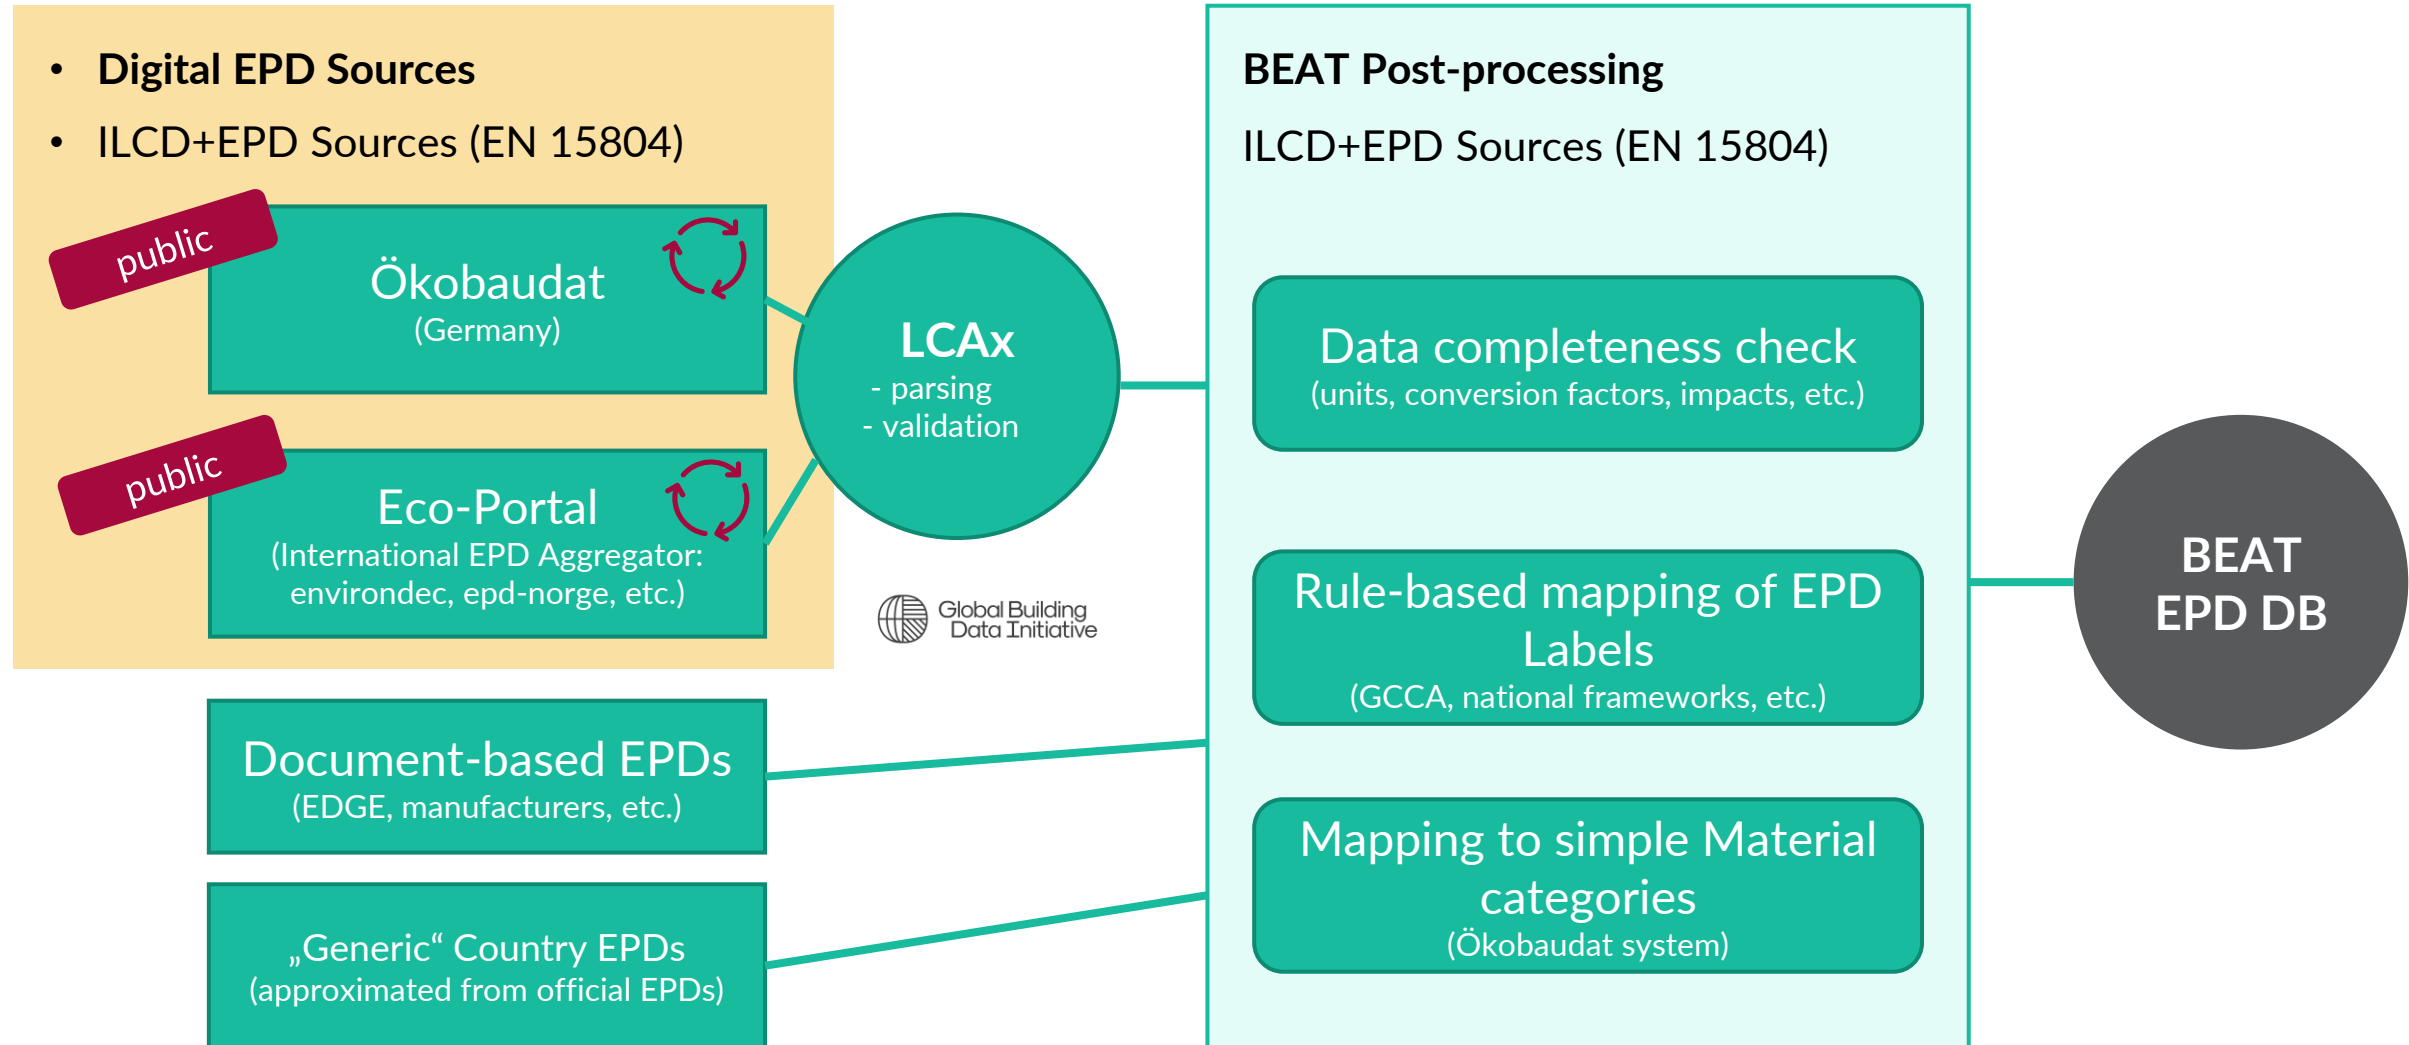 • Digital EPD Sources
• ILCD+EPD Sources (EN 15804)
public
Ökobaudat
(Germany)
public
Eco-Portal
(International EPD Aggregator:
environdec, epd-norge, etc.)
Document-based EPDs
(EDGE, manufacturers, etc.)
„Generic“ Country EPDs
(approximated from official EPDs)
LCAx
- parsing
- validation
Global Building
Data Initiative
BEAT Post-processing
ILCD+EPD Sources (EN 15804)
Data completeness check
(units, conversion factors, impacts, etc.)
Rule-based mapping of EPD
Labels
(GCCA, national frameworks, etc.)
Mapping to simple Material
categories
(Ökobaudat system)
BEAT
EPD DB